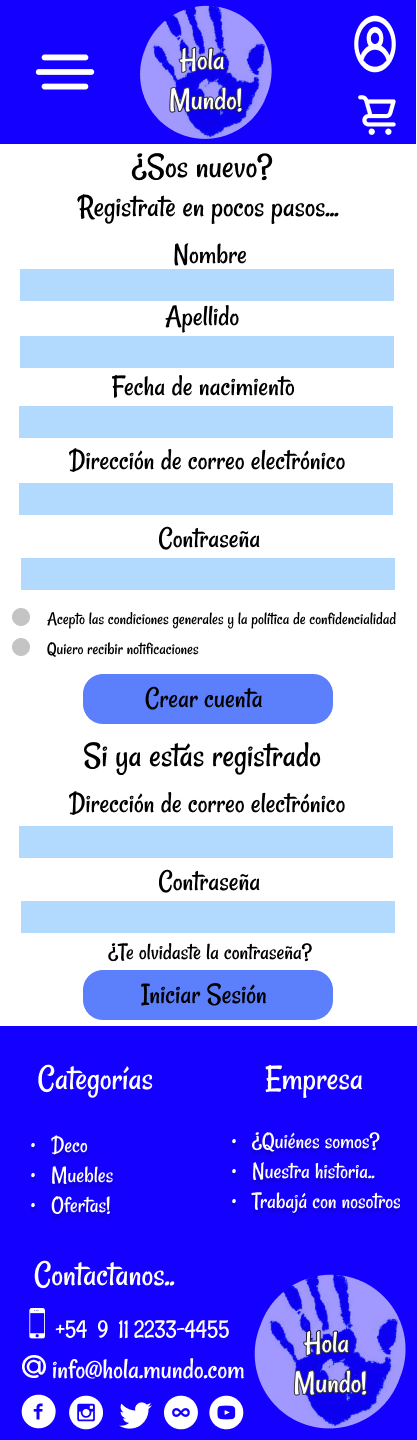 Hola
Mundo!
¿Sos nuevo?
Registrate en pocos pasos...
Nombre
Apellido
Fecha de nacimiento
Dirección de correo electrónico
Contraseña
Acepto las condiciones generales y la política de confidencialidad
Quiero recibir notificaciones
Crear cuenta
Si ya estás registrado
Dirección de correo electrónico
Contraseña
¿Te olvidaste la contraseña?
Iniciar Sesión
Categorías
• Deco
• Muebles
• Ofertas!
Empresa
• ¿Quiénes somos?
• Nuestra historia..
• Trabajá con nosotros
Contactanos..
+54 9 11 2233-4455
info@hola.mundo.com
Hola
Mundo!